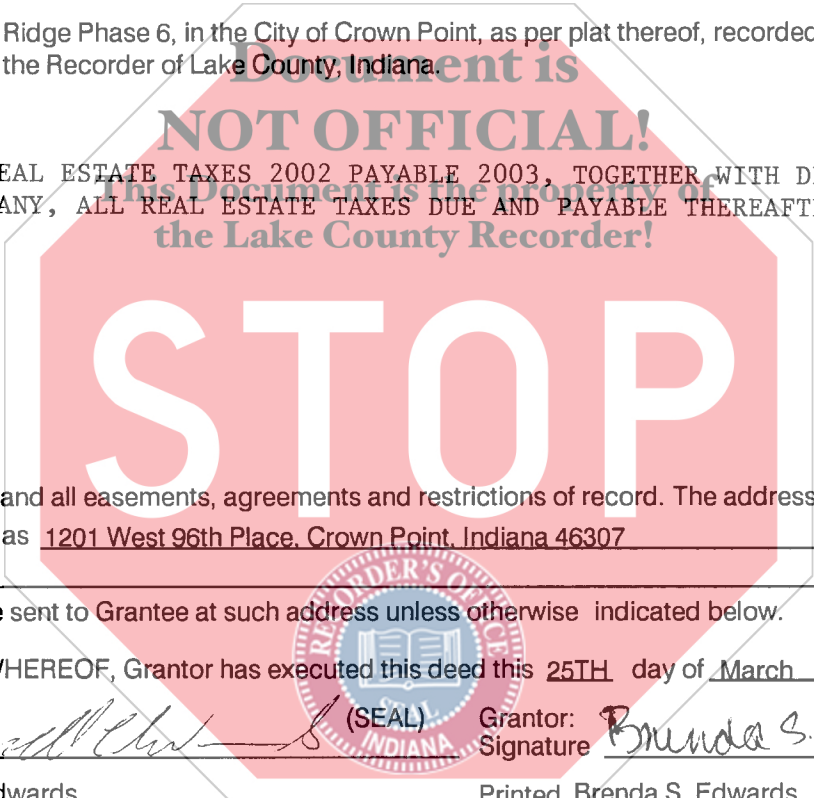 Ridge Phase 6, in the City of Crown Point, as per plat thereof, recorded
the Recorder of Lake County, Indiana.
Document is
NOT OFFICIAL!
EAL ESTATE TAXES 2002 PAYABLE 2003, TOGETHER WITH
This Document is the property of
ANY, ALL REAL ESTATE TAXES DUE AND PAYABLE
the Lake County Recorder!
STOP
and all easements, agreements and restrictions of record. The address
as 1201 West 96th Place, Crown Point, Indiana 46307
RECORDER'S OFFICE
sent to Grantee at such address unless otherwise indicated below.
WHEREOF, Grantor has executed this deed this 25TH day of March
(SEAL) Grantor:
Signature Brenda S.
SEAL
INDIANA
dwards Printed Brenda S. Edwards